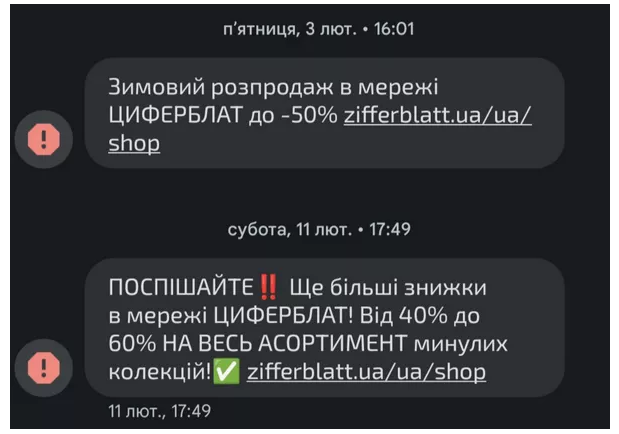 п’ятниця, 3 лют. • 16:01
Зимовий розпродаж в мережі
ЦИФЕРБЛАТ до -50% zifferblatt.ua/ua/
shop
субота, 11 лют. • 17:49
ПОСПІШАЙТЕ‼️ Ще більші знижки
в мережі ЦИФЕРБЛАТ! Від 40% до
60% НА ВЕСЬ АСОРТИМЕНТ минулих
колекцій!✅ zifferblatt.ua/ua/shop
11 лют., 17:49